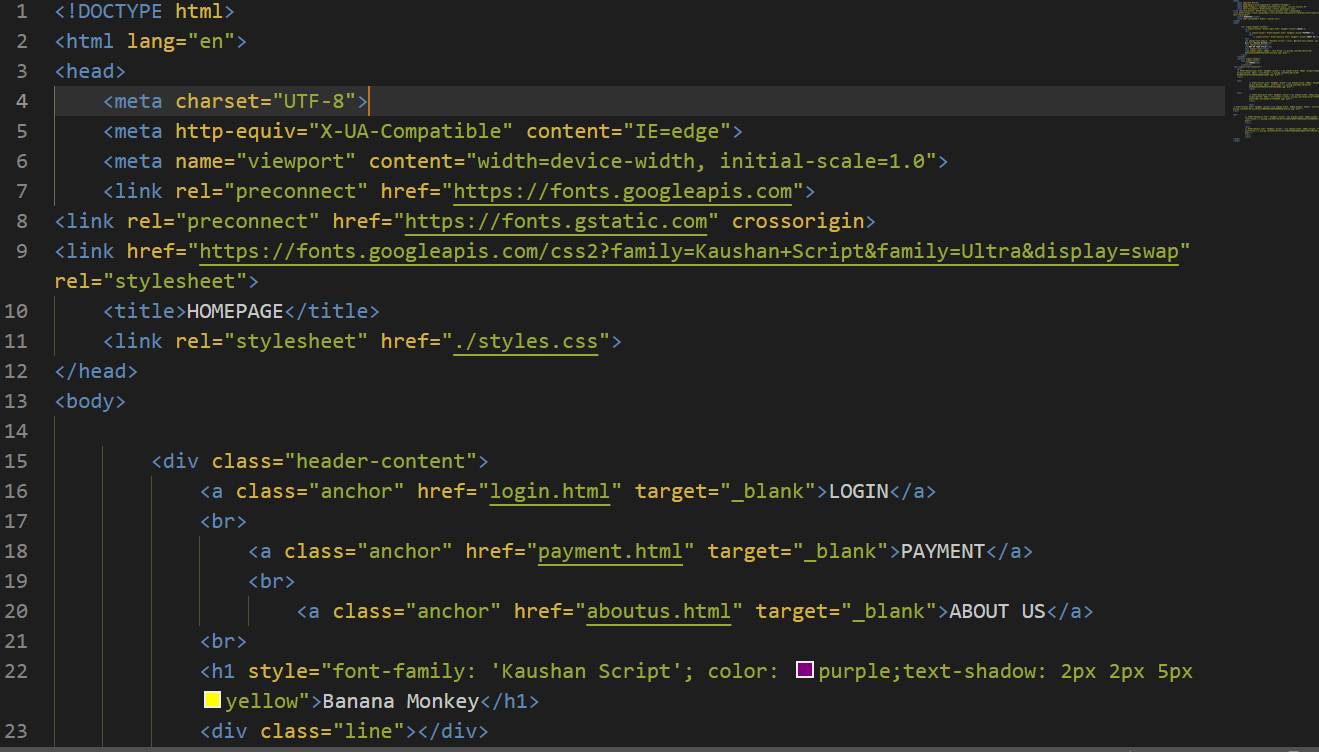 1 <!DOCTYPE html>
2 <html lang="en">
3 <head>
4     <meta charset="UTF-8">
5     <meta http-equiv="X-UA-Compatible" content="IE=edge">
6     <meta name="viewport" content="width=device-width, initial-scale=1.0">
7     <link rel="preconnect" href="https://fonts.googleapis.com">
8 <link rel="preconnect" href="https://fonts.gstatic.com" crossorigin>
9 <link href="https://fonts.googleapis.com/css2?family=Kaushan+Script&family=Ultra&display=swap"
rel="stylesheet">
10     <title>HOMEPAGE</title>
11     <link rel="stylesheet" href="./styles.css">
12 </head>
13 <body>
14
15         <div class="header-content">
16             <a class="anchor" href="login.html" target="_blank">LOGIN</a>
17             <br>
18                 <a class="anchor" href="payment.html" target="_blank">PAYMENT</a>
19                 <br>
20                     <a class="anchor" href="aboutus.html" target="_blank">ABOUT US</a>
21             <br>
22             <h1 style="font-family: 'Kaushan Script'; color: purple;text-shadow: 2px 2px 5px
yellow">Banana Monkey</h1>
23             <div class="line"></div>